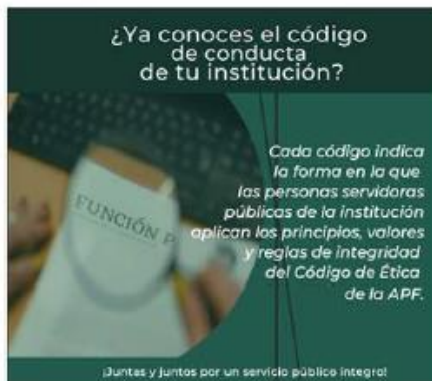 ¿Ya conoces el código
de conducta
de tu institución?
FUNCIÓN P
Cada código indica
la forma en la que
las personas servidoras
públicas de la institución
aplican los principios, valores
y reglas de integridad
del Código de Ética
de la APF.
¡Juntas y juntos por un servicio público íntegro!